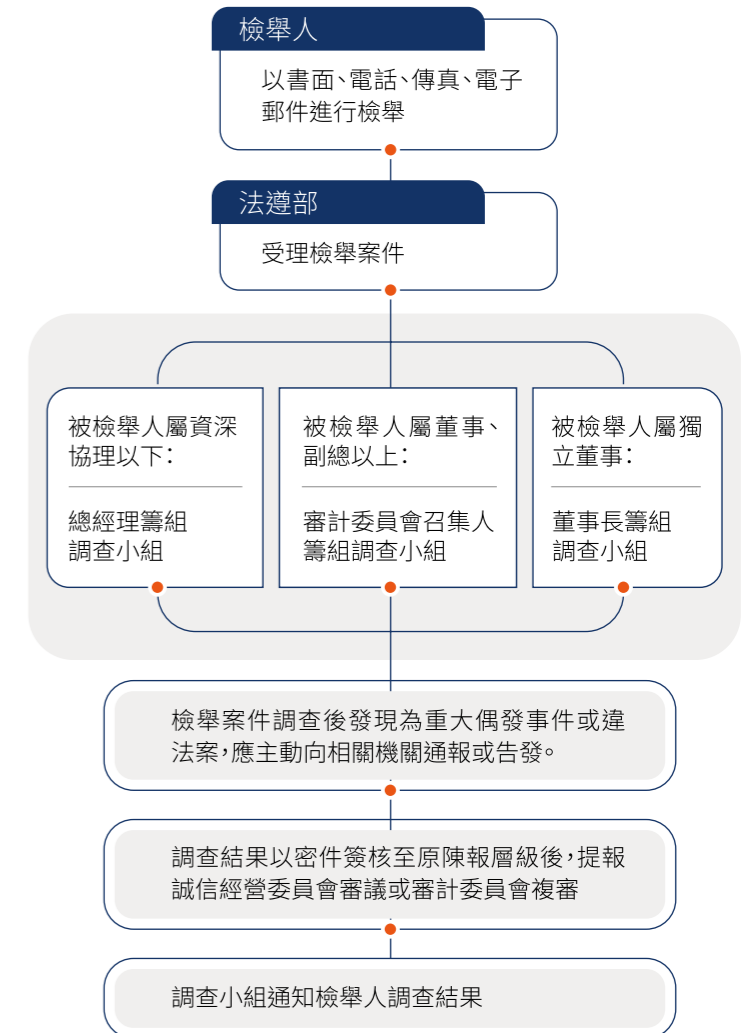 檢舉人
以書面、電話、傳真、電子
郵件進行檢舉
法遵部
受理檢舉案件
被檢舉人屬資深
協理以下：
總經理籌組
調查小組
被檢舉人屬董事、
副總以上：
審計委員會召集人
籌組調查小組
被檢舉人屬獨
立董事：
董事長籌組
調查小組
檢舉案件調查後發現為重大偶發事件或違
法案，應主動向相關機關通報或告發。
調查結果以密件簽核至原陳報層級後，提報
誠信經營委員會審議或審計委員會複審
調查小組通知檢舉人調查結果